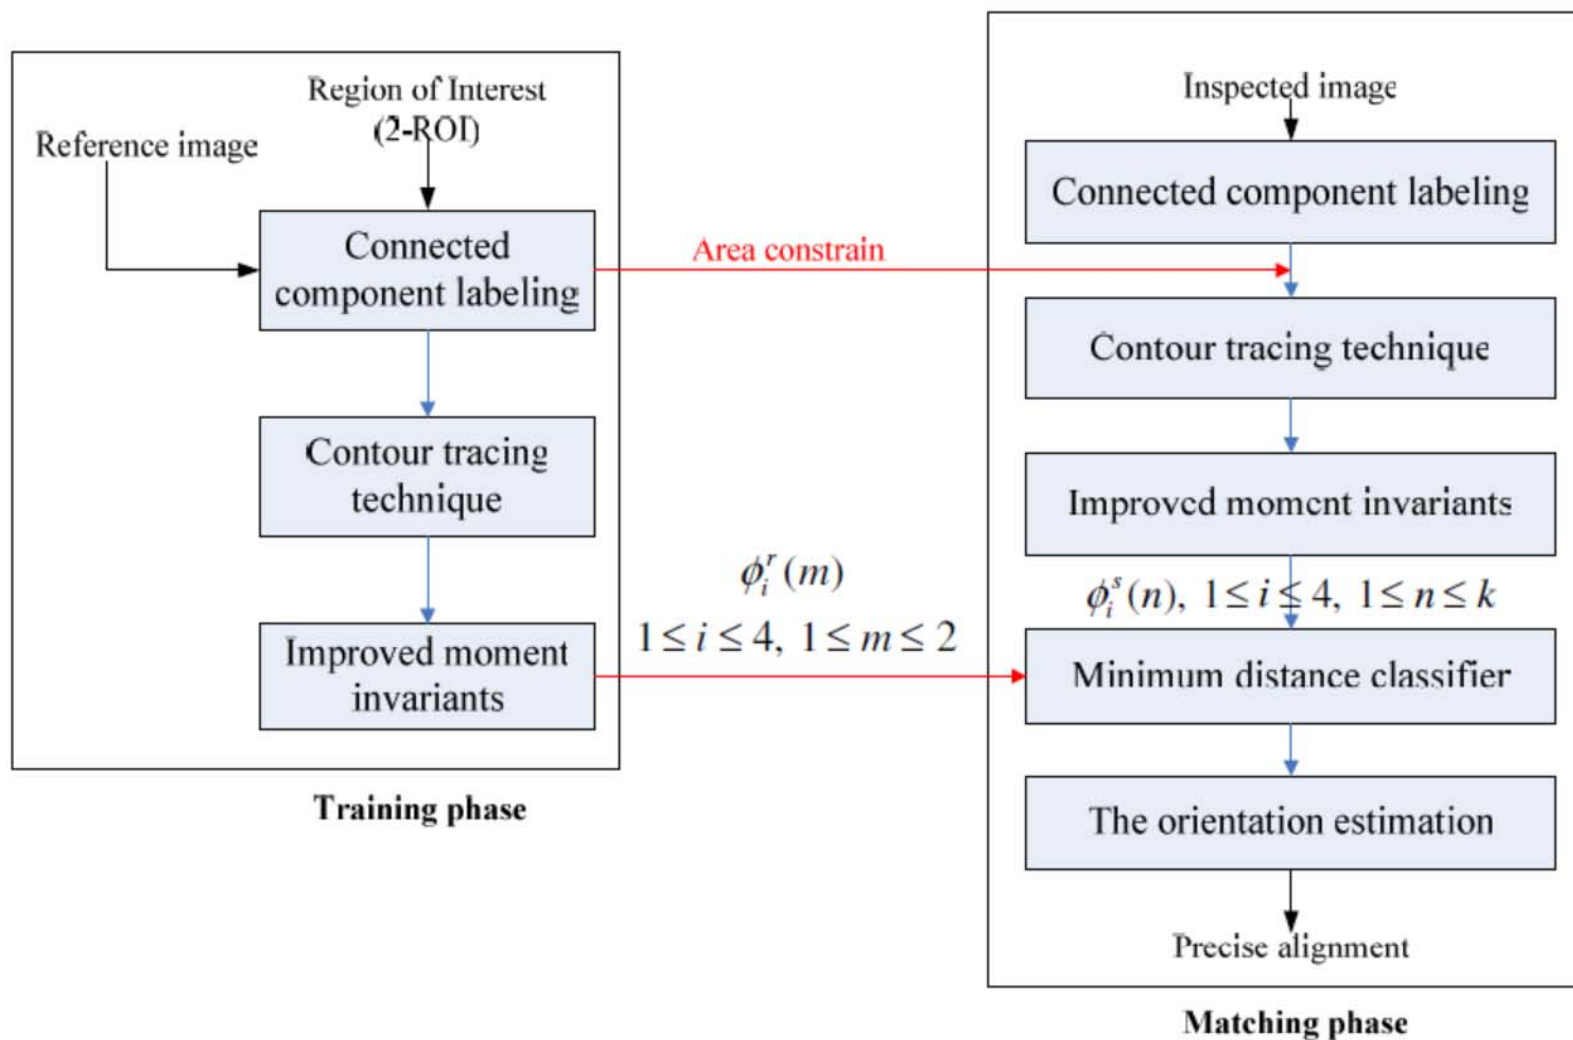 Region of Interest
(2-ROI)
Reference image
Connected
component labeling
Contour tracing
technique
Improved moment
invariants
Training phase
Area constrain
ϕᵢʳ(m)
1 ≤ i ≤ 4, 1 ≤ m ≤ 2
Inspected image
Connected component labeling
Contour tracing technique
Improved moment invariants
ϕᵢˢ(n), 1 ≤ i ≤ 4, 1 ≤ n ≤ k
Minimum distance classifier
The orientation estimation
Precise alignment
Matching phase